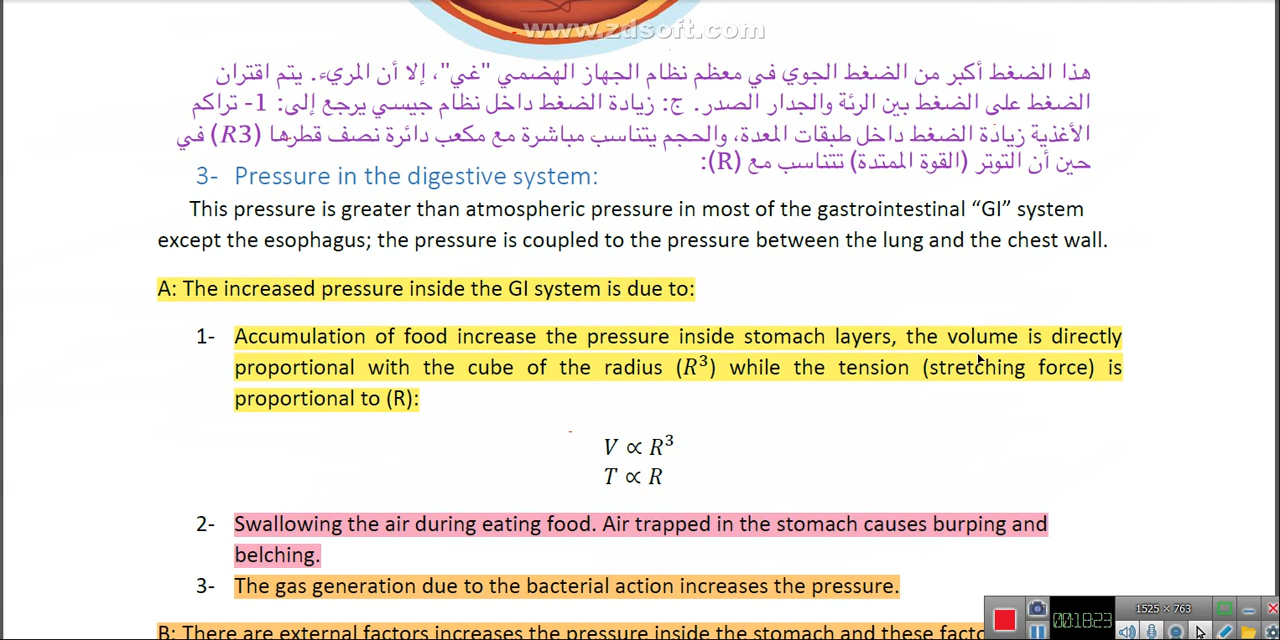 www.zdsoft.com
هذا الضغط أكبر من الضغط الجوي في معظم نظام الجهاز الهضمي "غي"، إلا أن المريء. يتم اقتران
الضغط على الضغط بين الرئة والجدار الصدر. ج: زيادة الضغط داخل نظام جيسي يرجع إلى: 1- تراكم
الأغذية زيادة الضغط داخل طبقات المعدة، والحجم يتناسب مباشرة مع مكعب دائرة نصف قطرها (R3) في
حين أن التوتر (القوة الممتدة) تتناسب مع (R):
3- Pressure in the digestive system:
This pressure is greater than atmospheric pressure in most of the gastrointestinal “GI” system
except the esophagus; the pressure is coupled to the pressure between the lung and the chest wall.
A: The increased pressure inside the GI system is due to:
1- Accumulation of food increase the pressure inside stomach layers, the volume is directly
proportional with the cube of the radius (R³) while the tension (stretching force) is
proportional to (R):
V ∝ R³
T ∝ R
2- Swallowing the air during eating food. Air trapped in the stomach causes burping and
belching.
3- The gas generation due to the bacterial action increases the pressure.
B: There are external factors increases the pressure inside the stomach and these facto
1525 x 763
00:18:23